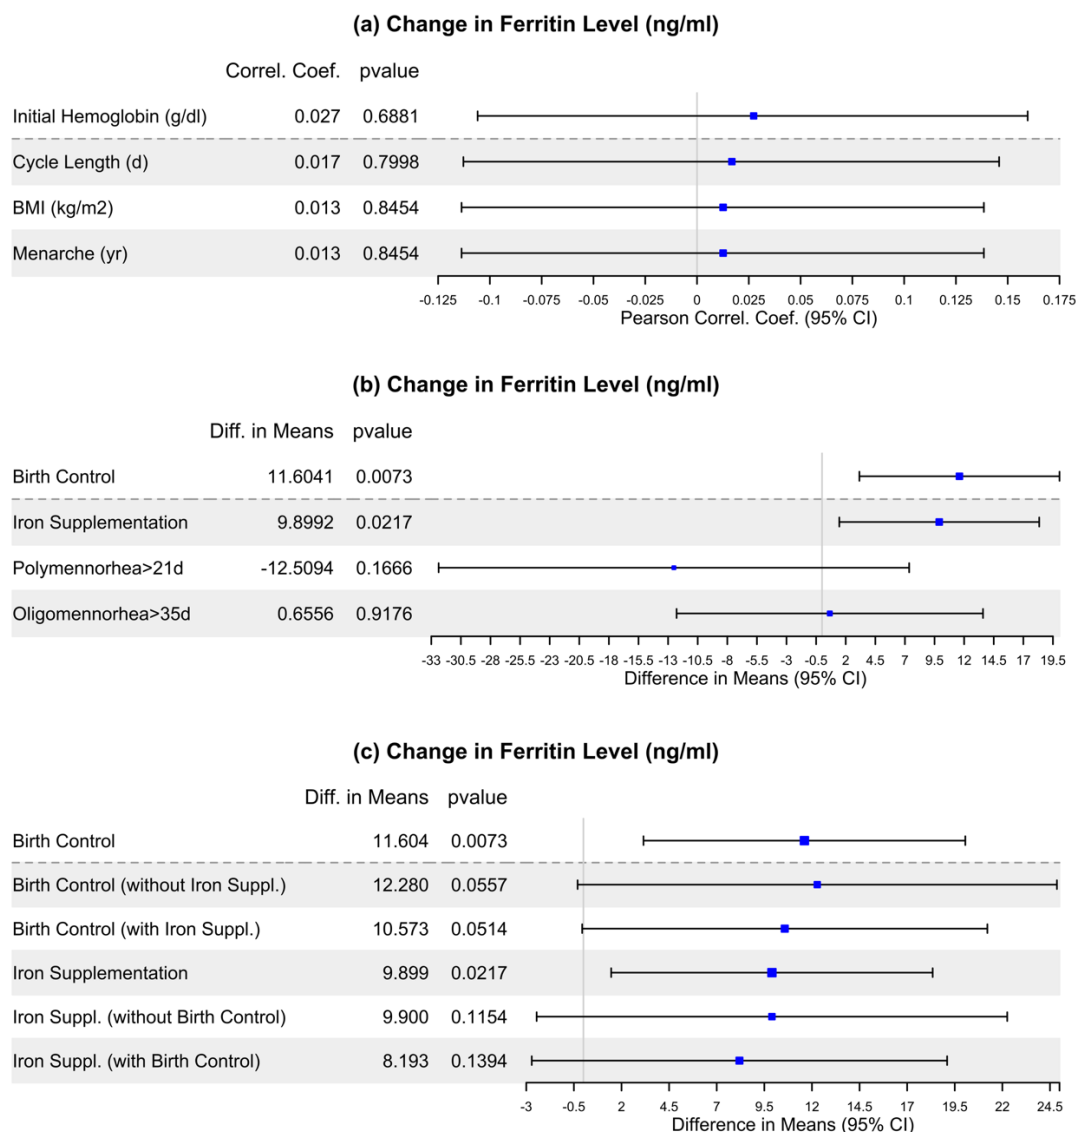 (a) Change in Ferritin Level (ng/ml)
Correl. Coef. pvalue
Initial Hemoglobin (g/dl) 0.027 0.6881
Cycle Length (d) 0.017 0.7998
BMI (kg/m2) 0.013 0.8454
Menarche (yr) 0.013 0.8454
-0.125 -0.1 -0.075 -0.05 -0.025 0 0.025 0.05 0.075 0.1 0.125 0.150 0.175
Pearson Correl. Coef. (95% CI)
(b) Change in Ferritin Level (ng/ml)
Diff. in Means pvalue
Birth Control 11.6041 0.0073
Iron Supplementation 9.8992 0.0217
Polymennorhea>21d -12.5094 0.1666
Oligomennorhea>35d 0.6556 0.9176
-33 -30.5 -28 -25.5 -23 -20.5 -18 -15.5 -13 -10.5 -8 -5.5 -3 -0.5 2 4.5 7 9.5 12 14.5 17 19.5
Difference in Means (95% CI)
(c) Change in Ferritin Level (ng/ml)
Diff. in Means pvalue
Birth Control 11.604 0.0073
Birth Control (without Iron Suppl.) 12.280 0.0557
Birth Control (with Iron Suppl.) 10.573 0.0514
Iron Supplementation 9.899 0.0217
Iron Suppl. (without Birth Control) 9.900 0.1154
Iron Suppl. (with Birth Control) 8.193 0.1394
-3 -0.5 2 4.5 7 9.5 12 14.5 17 19.5 22 24.5
Difference in Means (95% CI)